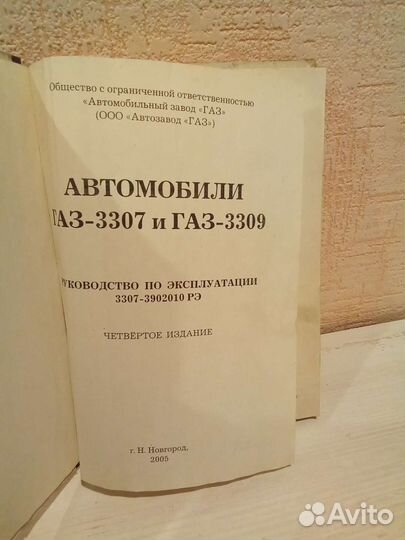 Общество с ограниченной ответственностью
«Автомобильный завод «ГАЗ»
(ООО «Автозавод «ГАЗ»)
АВТОМОБИЛИ
ГАЗ-3307 и ГАЗ-3309
РУКОВОДСТВО ПО ЭКСПЛУАТАЦИИ
3307-3902010 РЭ
ЧЕТВЁРТОЕ ИЗДАНИЕ
г. Н. Новгород,
2005
Avito